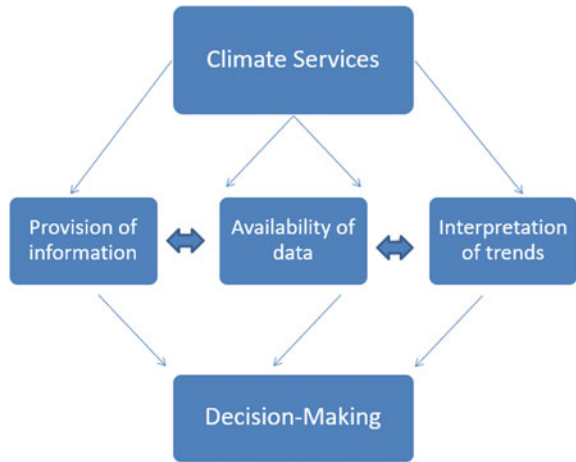 Climate Services
Provision of
information
Availability of
data
Interpretation
of trends
Decision-Making